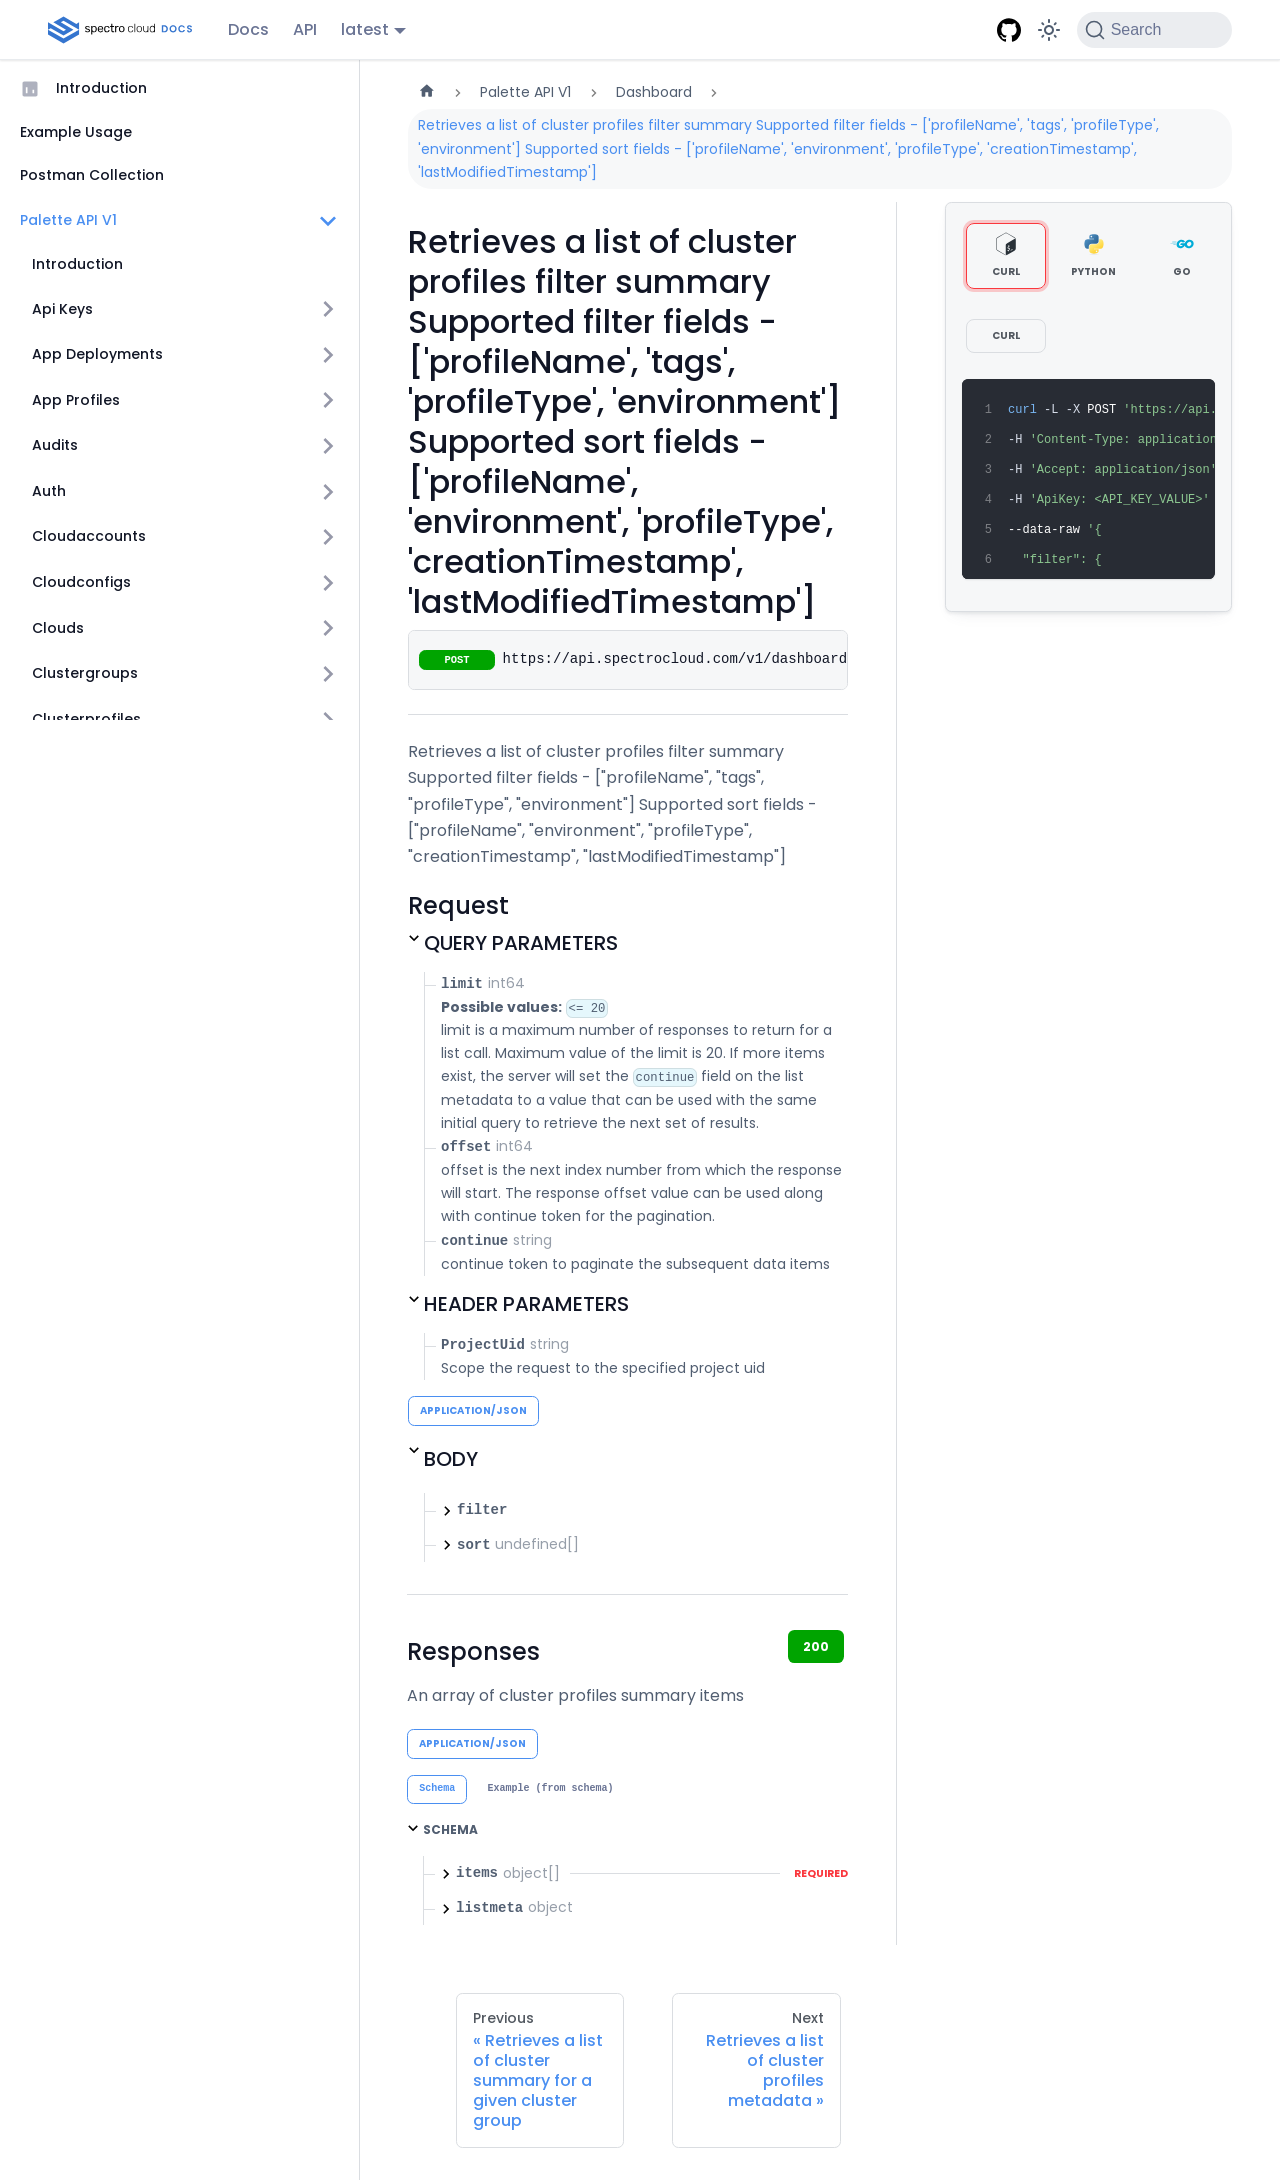 spectro cloud DOCS
Docs
API
latest
Search
Introduction
Example Usage
Postman Collection
Palette API V1
Introduction
Api Keys
App Deployments
App Profiles
Audits
Auth
Cloudaccounts
Cloudconfigs
Clouds
Clustergroups
Clusterprofiles
Palette API V1
Dashboard
Retrieves a list of cluster profiles filter summary Supported filter fields - ['profileName', 'tags', 'profileType',
'environment'] Supported sort fields - ['profileName', 'environment', 'profileType', 'creationTimestamp',
'lastModifiedTimestamp']
Retrieves a list of cluster
profiles filter summary
Supported filter fields -
['profileName', 'tags',
'profileType', 'environment']
Supported sort fields -
['profileName',
'environment', 'profileType',
'creationTimestamp',
'lastModifiedTimestamp']
POST https://api.spectrocloud.com/v1/dashboard
Retrieves a list of cluster profiles filter summary
Supported filter fields - ["profileName", "tags",
"profileType", "environment"] Supported sort fields -
["profileName", "environment", "profileType",
"creationTimestamp", "lastModifiedTimestamp"]
Request
QUERY PARAMETERS
limit int64
Possible values: <= 20
limit is a maximum number of responses to return for a
list call. Maximum value of the limit is 20. If more items
exist, the server will set the continue field on the list
metadata to a value that can be used with the same
initial query to retrieve the next set of results.
offset int64
offset is the next index number from which the response
will start. The response offset value can be used along
with continue token for the pagination.
continue string
continue token to paginate the subsequent data items
HEADER PARAMETERS
ProjectUid string
Scope the request to the specified project uid
APPLICATION/JSON
BODY
filter
sort undefined[]
Responses
200
An array of cluster profiles summary items
APPLICATION/JSON
Schema
Example (from schema)
SCHEMA
items object[] REQUIRED
listmeta object
CURL
PYTHON
GO
CURL
1 curl -L -X POST 'https://api.
2 -H 'Content-Type: application
3 -H 'Accept: application/json'
4 -H 'ApiKey: <API_KEY_VALUE>'
5 --data-raw '{
6 "filter": {
Previous
« Retrieves a list
of cluster
summary for a
given cluster
group
Next
Retrieves a list
of cluster
profiles
metadata »